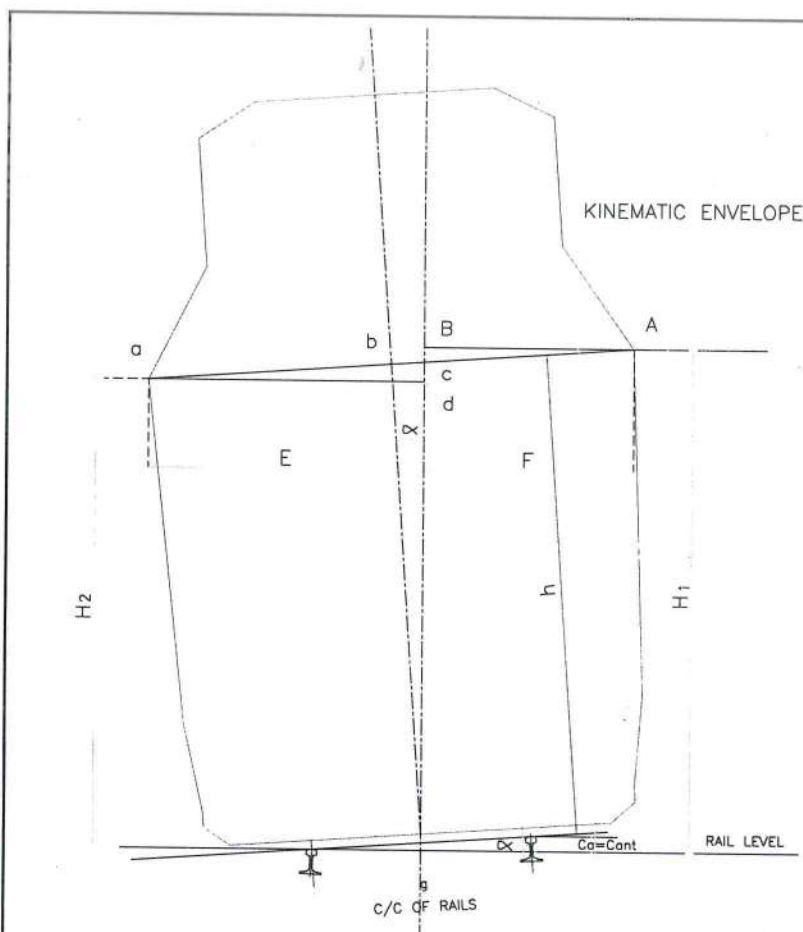 KINEMATIC ENVELOPE
A
B
a
b
c
d
α
E
F
h
H2
H1
α
Ca=Cant
RAIL LEVEL
g
C/C OF RAILS